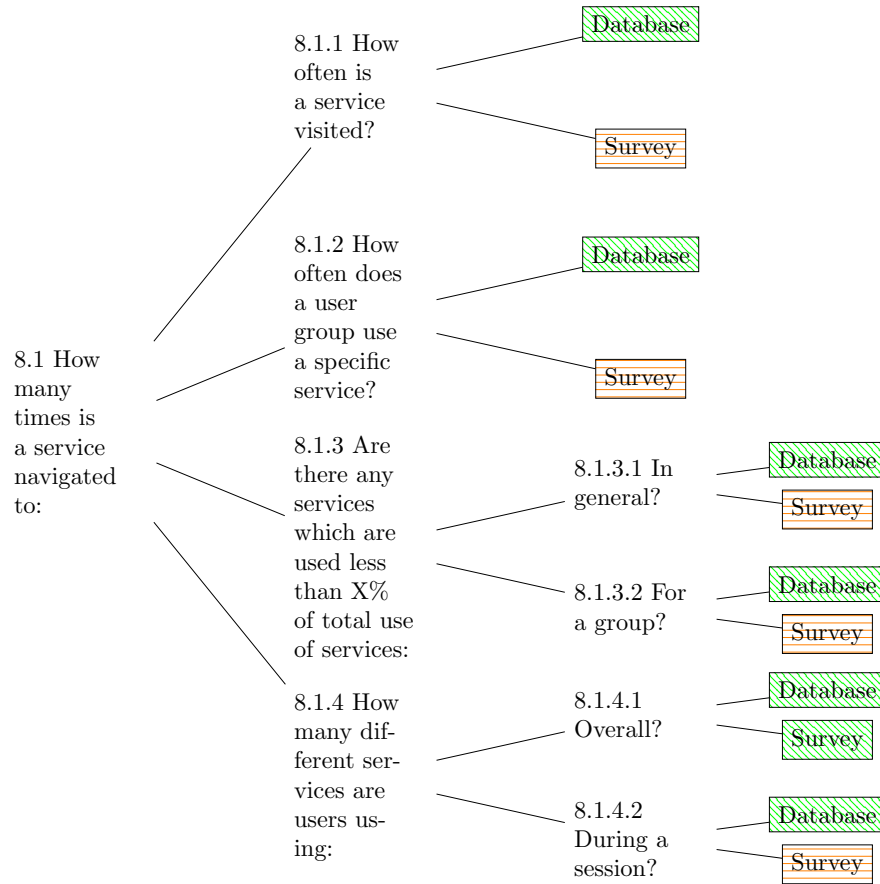 8.1 How
many
times is
a service
navigated
to:
8.1.1 How
often is
a service
visited?
Database
Survey
8.1.2 How
often does
a user
group use
a specific
service?
Database
Survey
8.1.3 Are
there any
services
which are
used less
than X%
of total use
of services:
8.1.3.1 In
general?
Database
Survey
8.1.3.2 For
a group?
Database
Survey
8.1.4 How
many dif-
ferent ser-
vices are
users us-
ing:
8.1.4.1
Overall?
Database
Survey
8.1.4.2
During a
session?
Database
Survey